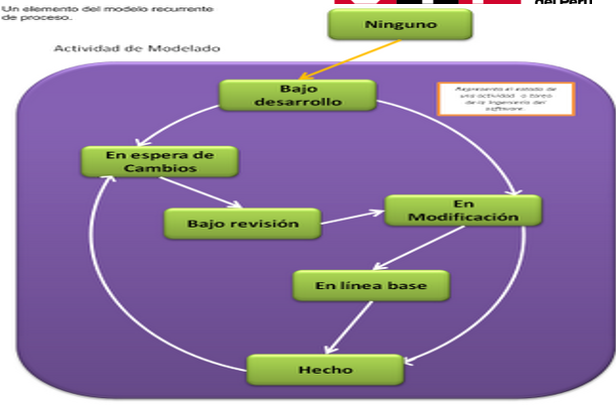 Un elemento del modelo recurrente
de proceso.
del Perú
Ninguno
Actividad de Modelado
Bajo
desarrollo
Representa el estado de
una actividad o tarea
de la Ingeniería del
software.
En espera de
Cambios
En
Modificación
Bajo revisión
En línea base
Hecho